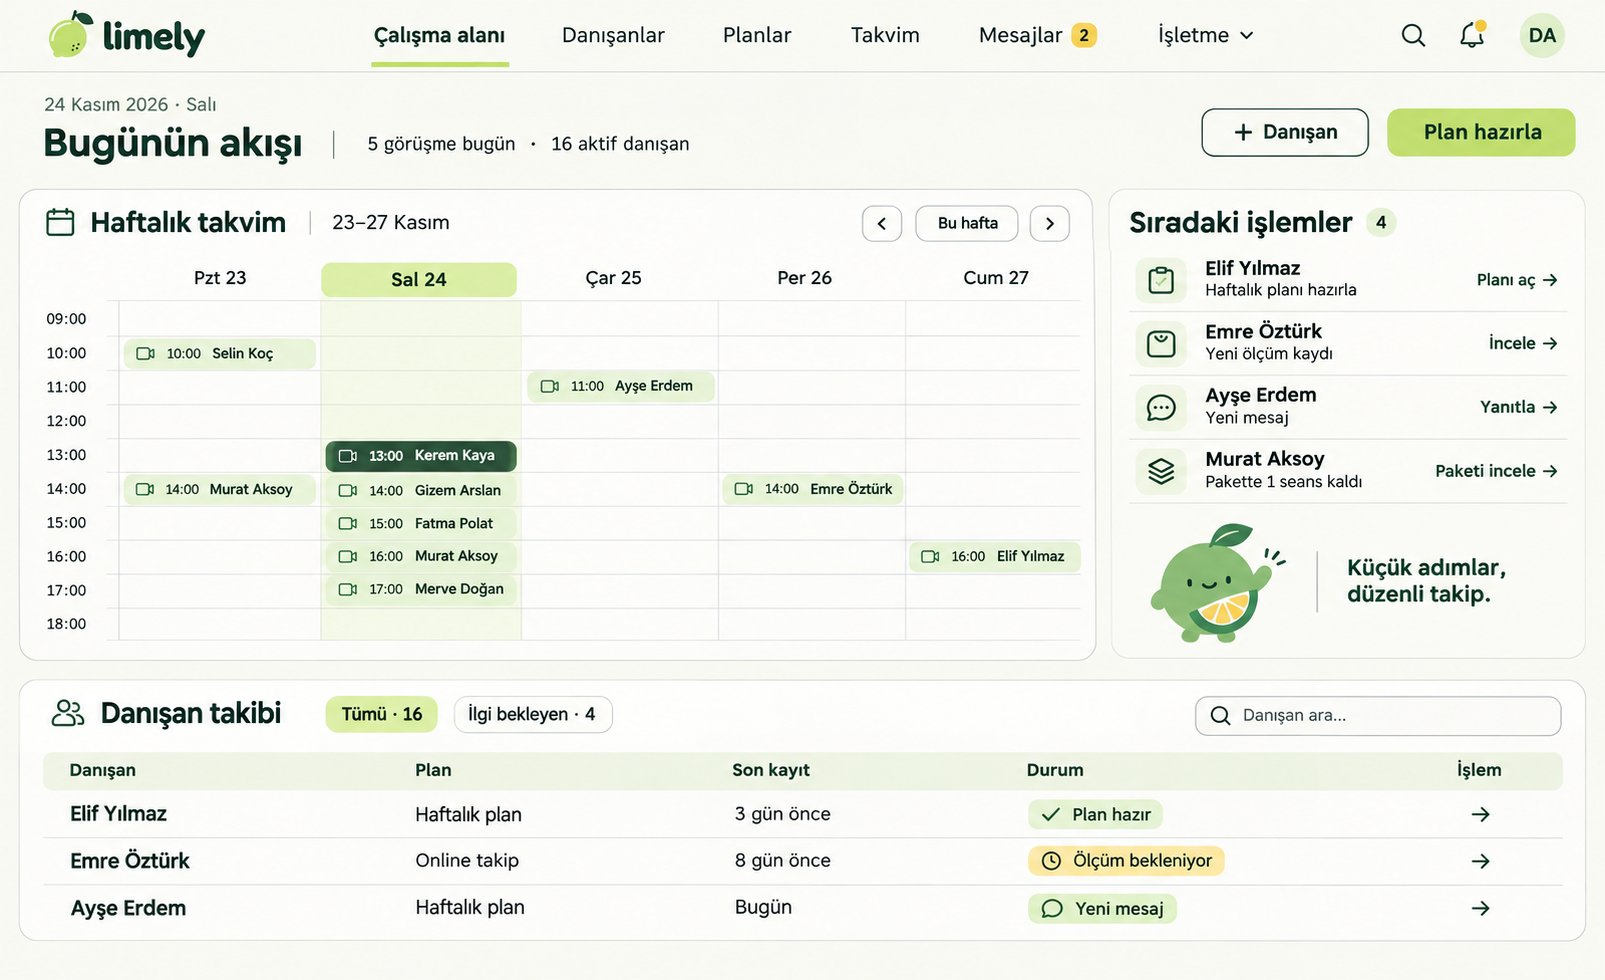 limely
Çalışma alanı
Danışanlar
Planlar
Takvim
Mesajlar 2
İşletme
DA
24 Kasım 2026 · Salı
Bugünün akışı
5 görüşme bugün · 16 aktif danışan
+ Danışan
Plan hazırla
Haftalık takvim
23–27 Kasım
Bu hafta
Pzt 23
Sal 24
Çar 25
Per 26
Cum 27
09:00
10:00
10:00 Selin Koç
11:00
11:00 Ayşe Erdem
12:00
13:00
13:00 Kerem Kaya
14:00
14:00 Murat Aksoy
14:00 Gizem Arslan
14:00 Emre Öztürk
15:00
15:00 Fatma Polat
16:00
16:00 Murat Aksoy
16:00 Elif Yılmaz
17:00
17:00 Merve Doğan
18:00
Sıradaki işlemler 4
Elif Yılmaz
Haftalık planı hazırla
Planı aç →
Emre Öztürk
Yeni ölçüm kaydı
İncele →
Ayşe Erdem
Yeni mesaj
Yanıtla →
Murat Aksoy
Pakette 1 seans kaldı
Paketi incele →
Küçük adımlar,
düzenli takip.
Danışan takibi
Tümü · 16
İlgi bekleyen · 4
Danışan ara...
Danışan Plan Son kayıt Durum İşlem
Elif Yılmaz Haftalık plan 3 gün önce Plan hazır →
Emre Öztürk Online takip 8 gün önce Ölçüm bekleniyor →
Ayşe Erdem Haftalık plan Bugün Yeni mesaj →